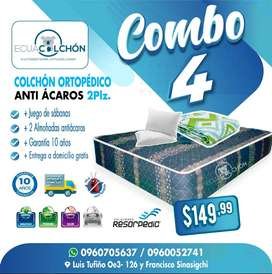 ECUACOLCHÓN
Combo
4
COLCHÓN ORTOPÉDICO
ANTI ÁCAROS 2Plz.
+ Juego de sábanas
+ 2 Almohadas antiácaros
+ Garantía 10 años
+ Entrega a domicilio gratis
10
AÑOS
Resorpedic
$149,99
0960705637 / 0960052741
Luis Tufiño Oe3- 126 y Francisco Sinasigchi